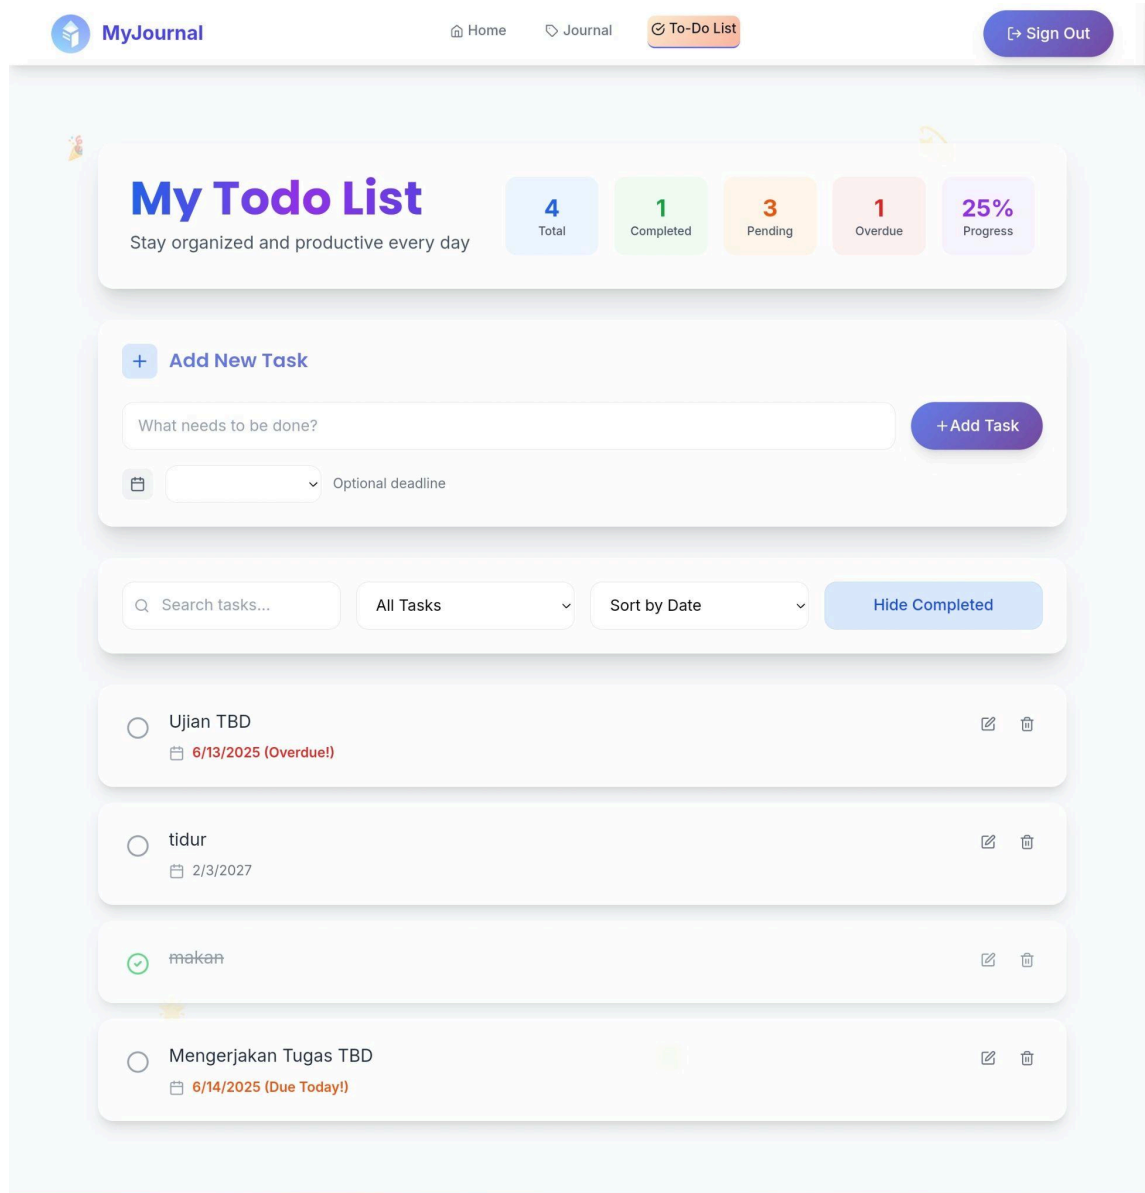 MyJournal
Home
Journal
To-Do List
Sign Out
My Todo List
Stay organized and productive every day
4
Total
1
Completed
3
Pending
1
Overdue
25%
Progress
Add New Task
What needs to be done?
+Add Task
Optional deadline
Search tasks...
All Tasks
Sort by Date
Hide Completed
Ujian TBD
6/13/2025 (Overdue!)
tidur
2/3/2027
makan
Mengerjakan Tugas TBD
6/14/2025 (Due Today!)